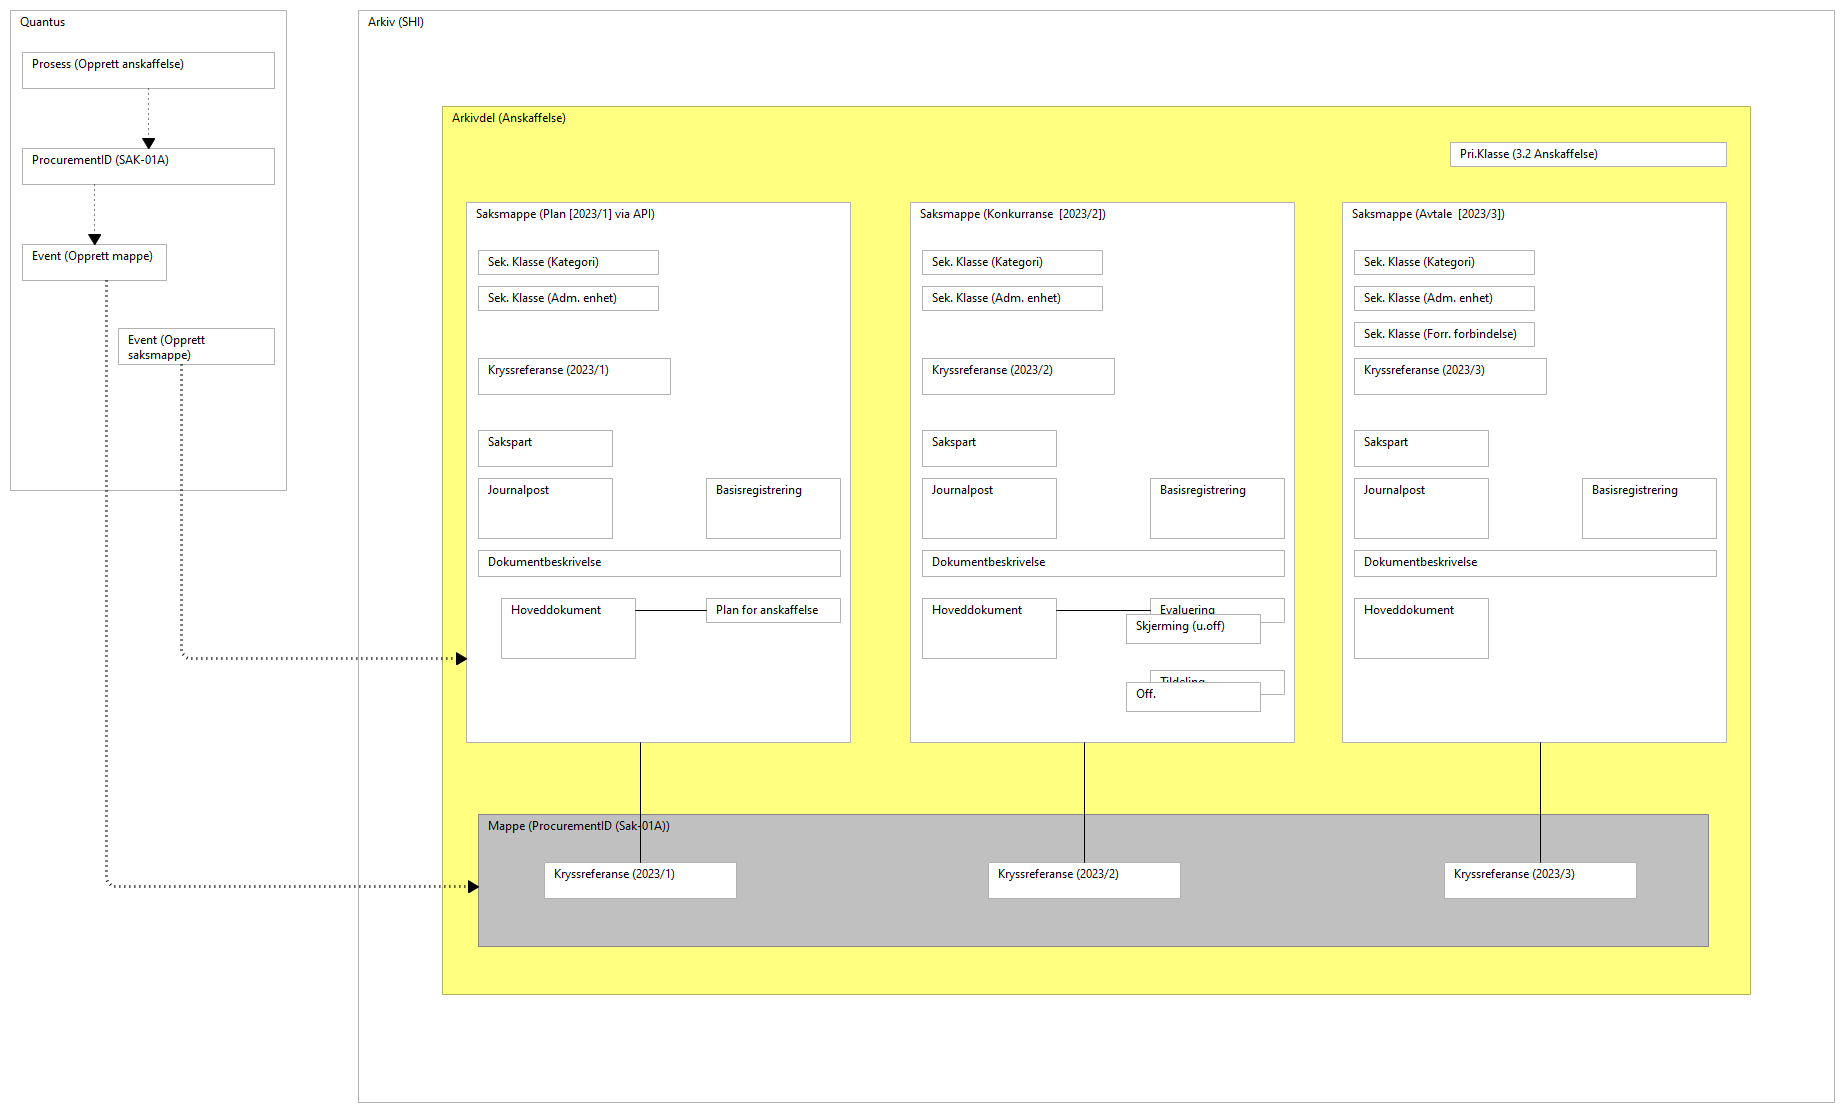 Quantus
Prosess (Opprett anskaffelse)
ProcurementID (SAK-01A)
Event (Opprett mappe)
Event (Opprett
saksmappe)
Arkiv (SHI)
Arkivdel (Anskaffelse)
Pri.Klasse (3.2 Anskaffelse)
Saksmappe (Plan [2023/1] via API)
Sek. Klasse (Kategori)
Sek. Klasse (Adm. enhet)
Kryssreferanse (2023/1)
Sakspart
Journalpost
Basisregistrering
Dokumentbeskrivelse
Hoveddokument
Plan for anskaffelse
Saksmappe (Konkurranse  [2023/2])
Sek. Klasse (Kategori)
Sek. Klasse (Adm. enhet)
Kryssreferanse (2023/2)
Sakspart
Journalpost
Basisregistrering
Dokumentbeskrivelse
Hoveddokument
Evaluering
Skjerming (u.off)
Tildeling
Off.
Saksmappe (Avtale  [2023/3])
Sek. Klasse (Kategori)
Sek. Klasse (Adm. enhet)
Sek. Klasse (Forr. forbindelse)
Kryssreferanse (2023/3)
Sakspart
Journalpost
Basisregistrering
Dokumentbeskrivelse
Hoveddokument
Mappe (ProcurementID (Sak-01A))
Kryssreferanse (2023/1)
Kryssreferanse (2023/2)
Kryssreferanse (2023/3)